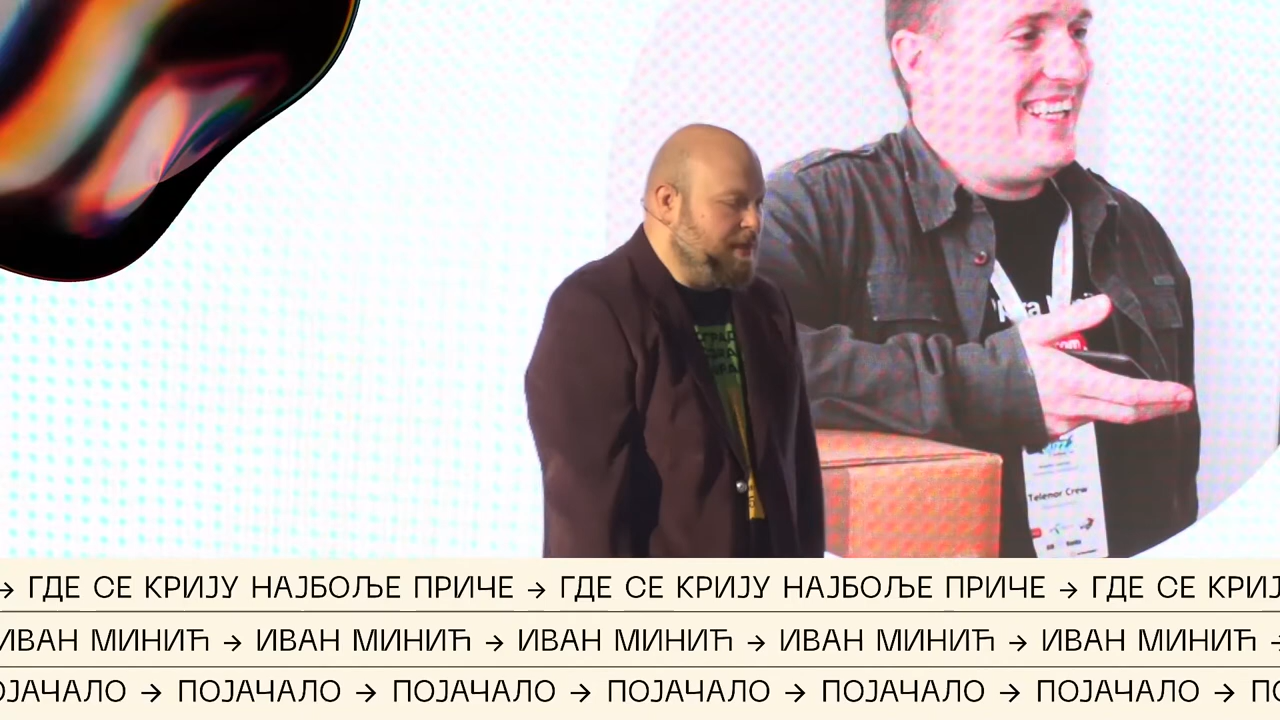 Telenor Crew
→ ГДЕ СЕ КРИЈУ НАЈБОЉЕ ПРИЧЕ → ГДЕ СЕ КРИЈУ НАЈБОЉЕ ПРИЧЕ → ГДЕ СЕ КРИЈ
ИВАН МИНИЋ → ИВАН МИНИЋ → ИВАН МИНИЋ → ИВАН МИНИЋ → ИВАН МИНИЋ →
ОЈАЧАЛО → ПОЈАЧАЛО → ПОЈАЧАЛО → ПОЈАЧАЛО → ПОЈАЧАЛО → ПОЈАЧАЛО → ПО